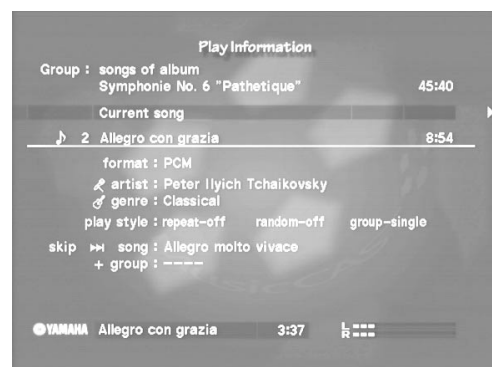 Play Information
Group : songs of album
Symphonie No. 6 "Pathetique" 45:40
Current song
2 Allegro con grazia 8:54
format : PCM
artist : Peter Ilyich Tchaikovsky
genre : Classical
play style : repeat-off random-off group-single
skip song : Allegro molto vivace
+ group : ----
YAMAHA Allegro con grazia 3:37 L
R